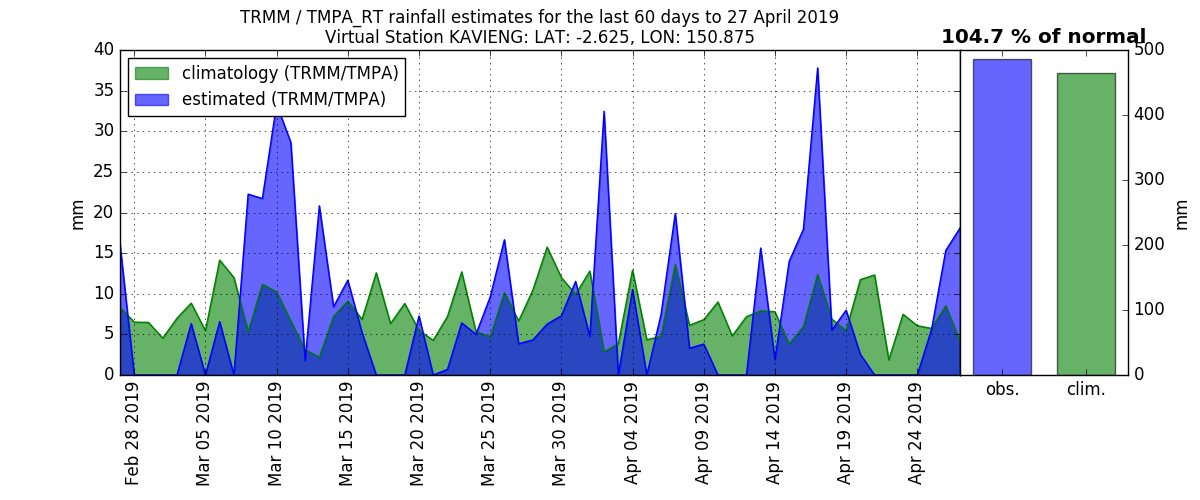 TRMM / TMPA_RT rainfall estimates for the last 60 days to 27 April 2019
Virtual Station KAVIENG: LAT: -2.625, LON: 150.875
104.7 % of normal
climatology (TRMM/TMPA)
estimated (TRMM/TMPA)
mm
40
35
30
25
20
15
10
5
0
Feb 28 2019
Mar 05 2019
Mar 10 2019
Mar 15 2019
Mar 20 2019
Mar 25 2019
Mar 30 2019
Apr 04 2019
Apr 09 2019
Apr 14 2019
Apr 19 2019
Apr 24 2019
obs.
clim.
500
400
300
200
100
0
mm